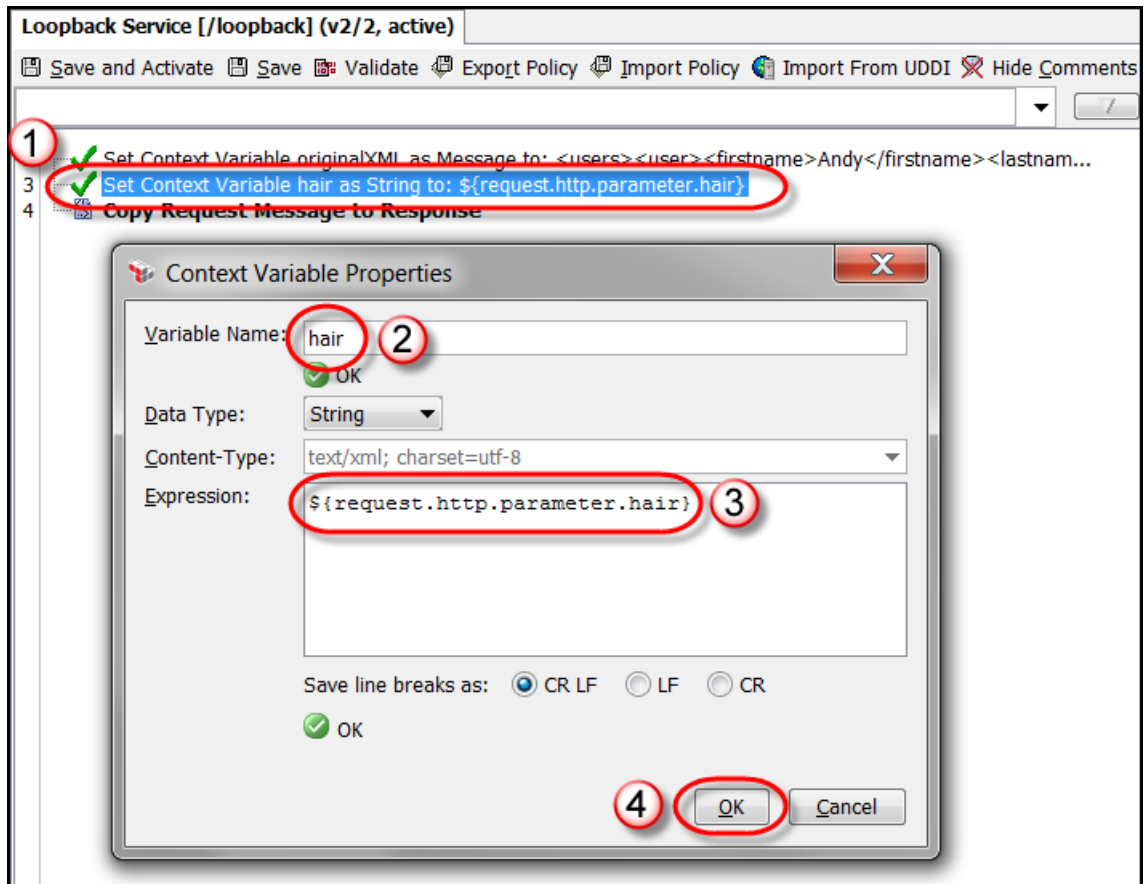 Loopback Service [/loopback] (v2/2, active)
Save and Activate Save Validate Export Policy Import Policy Import From UDDI Hide Comments
1
Set Context Variable originalXML as Message to: <users><user><firstname>Andy</firstname><lastnam...
3 Set Context Variable hair as String to: ${request.http.parameter.hair}
4 Copy Request Message to Response
Context Variable Properties
Variable Name: hair 2
OK
Data Type: String
Content-Type: text/xml; charset=utf-8
Expression: ${request.http.parameter.hair} 3
Save line breaks as: CR LF LF CR
OK
4 OK Cancel